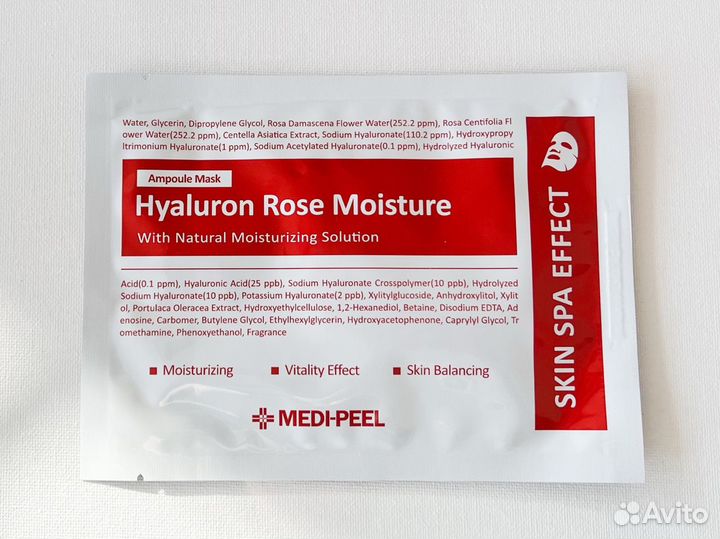 Water, Glycerin, Dipropylene Glycol, Rosa Damascena Flower Water(252.2 ppm), Rosa Centifolia Fl
ower Water(252.2 ppm), Centella Asiatica Extract, Sodium Hyaluronate(110.2 ppm), Hydroxypropy
ltrimonium Hyaluronate(1 ppm), Sodium Acetylated Hyaluronate(0.1 ppm), Hydrolyzed Hyaluronic
Ampoule Mask
Hyaluron Rose Moisture
With Natural Moisturizing Solution
Acid(0.1 ppm), Hyaluronic Acid(25 ppb), Sodium Hyaluronate Crosspolymer(10 ppb), Hydrolyzed
Sodium Hyaluronate(10 ppb), Potassium Hyaluronate(2 ppb), Xylitylglucoside, Anhydroxylitol, Xylit
ol, Portulaca Oleracea Extract, Hydroxyethylcellulose, 1,2-Hexanediol, Betaine, Disodium EDTA, Ad
enosine, Carbomer, Butylene Glycol, Ethylhexylglycerin, Hydroxyacetophenone, Caprylyl Glycol, Tr
omethamine, Phenoxyethanol, Fragrance
Moisturizing
Vitality Effect
Skin Balancing
MEDI-PEEL
SKIN SPA EFFECT
Avito